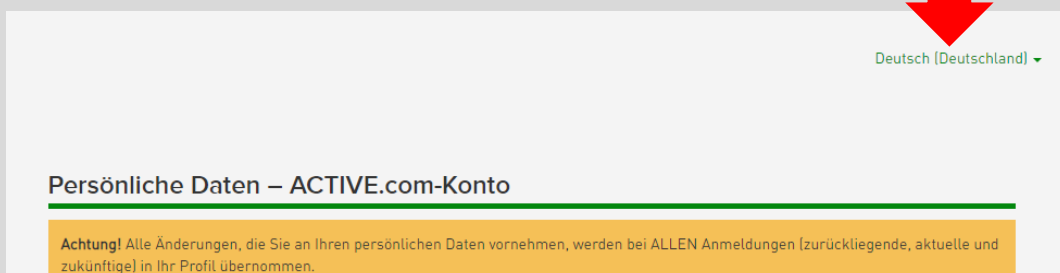 Deutsch (Deutschland)
Persönliche Daten – ACTIVE.com-Konto
Achtung! Alle Änderungen, die Sie an Ihren persönlichen Daten vornehmen, werden bei ALLEN Anmeldungen (zurückliegende, aktuelle und
zukünftige) in Ihr Profil übernommen.